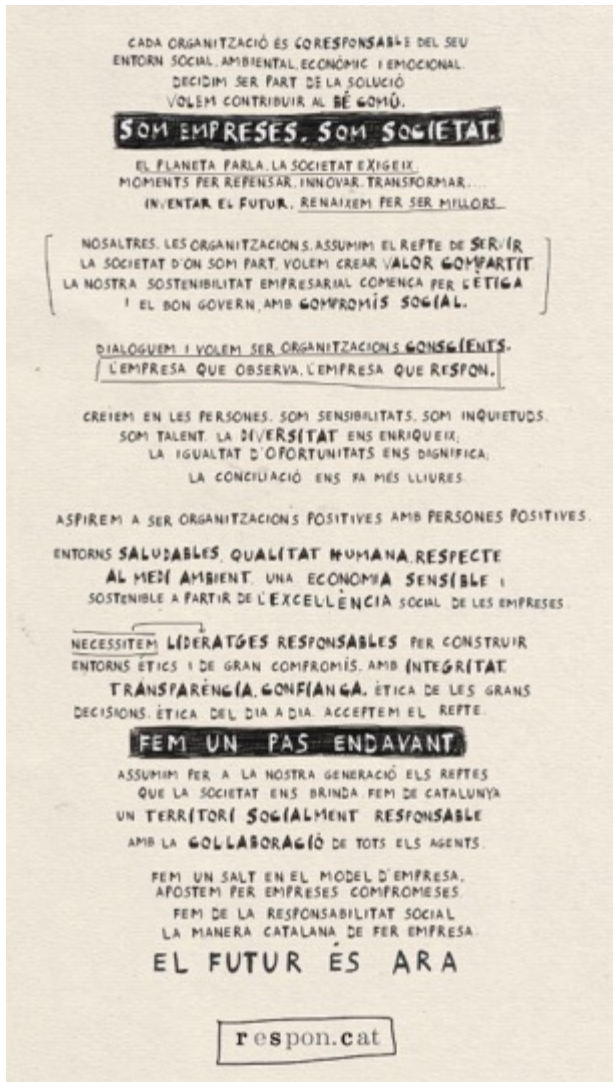 CADA ORGANITZACIÓ ÉS CORESPONSABLE DEL SEU
ENTORN SOCIAL, AMBIENTAL, ECONÒMIC I EMOCIONAL.
DECIDIM SER PART DE LA SOLUCIÓ
VOLEM CONTRIBUIR AL BÉ COMÚ.
SOM EMPRESES. SOM SOCIETAT.
EL PLANETA PARLA. LA SOCIETAT EXIGEIX.
MOMENTS PER REPENSAR. INNOVAR. TRANSFORMAR....
INVENTAR EL FUTUR. RENAIXEM PER SER MILLORS.
NOSALTRES, LES ORGANITZACIONS, ASSUMIM EL REPTE DE SERVIR
LA SOCIETAT D'ON SOM PART. VOLEM CREAR VALOR COMPARTIT.
LA NOSTRA SOSTENIBILITAT EMPRESARIAL COMENÇA PER L'ÈTICA
I EL BON GOVERN, AMB COMPROMÍS SOCIAL.
DIALOGUEM I VOLEM SER ORGANITZACIONS CONSCIENTS.
L'EMPRESA QUE OBSERVA. L'EMPRESA QUE RESPON.
CREIEM EN LES PERSONES. SOM SENSIBILITATS. SOM INQUIETUDS.
SOM TALENT. LA DIVERSITAT ENS ENRIQUEIX,
LA IGUALTAT D'OPORTUNITATS ENS DIGNIFICA,
LA CONCILIACIÓ ENS FA MÉS LLIURES.
ASPIREM A SER ORGANITZACIONS POSITIVES AMB PERSONES POSITIVES.
ENTORNS SALUDABLES, QUALITAT HUMANA, RESPECTE
AL MEDI AMBIENT, UNA ECONOMIA SENSIBLE I
SOSTENIBLE A PARTIR DE L'EXCEL·LÈNCIA SOCIAL DE LES EMPRESES.
NECESSITEM LIDERATGES RESPONSABLES PER CONSTRUIR
ENTORNS ÈTICS I DE GRAN COMPROMÍS, AMB INTEGRITAT,
TRANSPARÈNCIA, CONFIANÇA, ÈTICA DE LES GRANS
DECISIONS, ÈTICA DEL DIA A DIA. ACCEPTEM EL REPTE.
FEM UN PAS ENDAVANT.
ASSUMIM PER A LA NOSTRA GENERACIÓ ELS REPTES
QUE LA SOCIETAT ENS BRINDA. FEM DE CATALUNYA
UN TERRITORI SOCIALMENT RESPONSABLE
AMB LA COL·LABORACIÓ DE TOTS ELS AGENTS.
FEM UN SALT EN EL MODEL D'EMPRESA,
APOSTEM PER EMPRESES COMPROMESES.
FEM DE LA RESPONSABILITAT SOCIAL
LA MANERA CATALANA DE FER EMPRESA.
EL FUTUR ÉS ARA
respon.cat